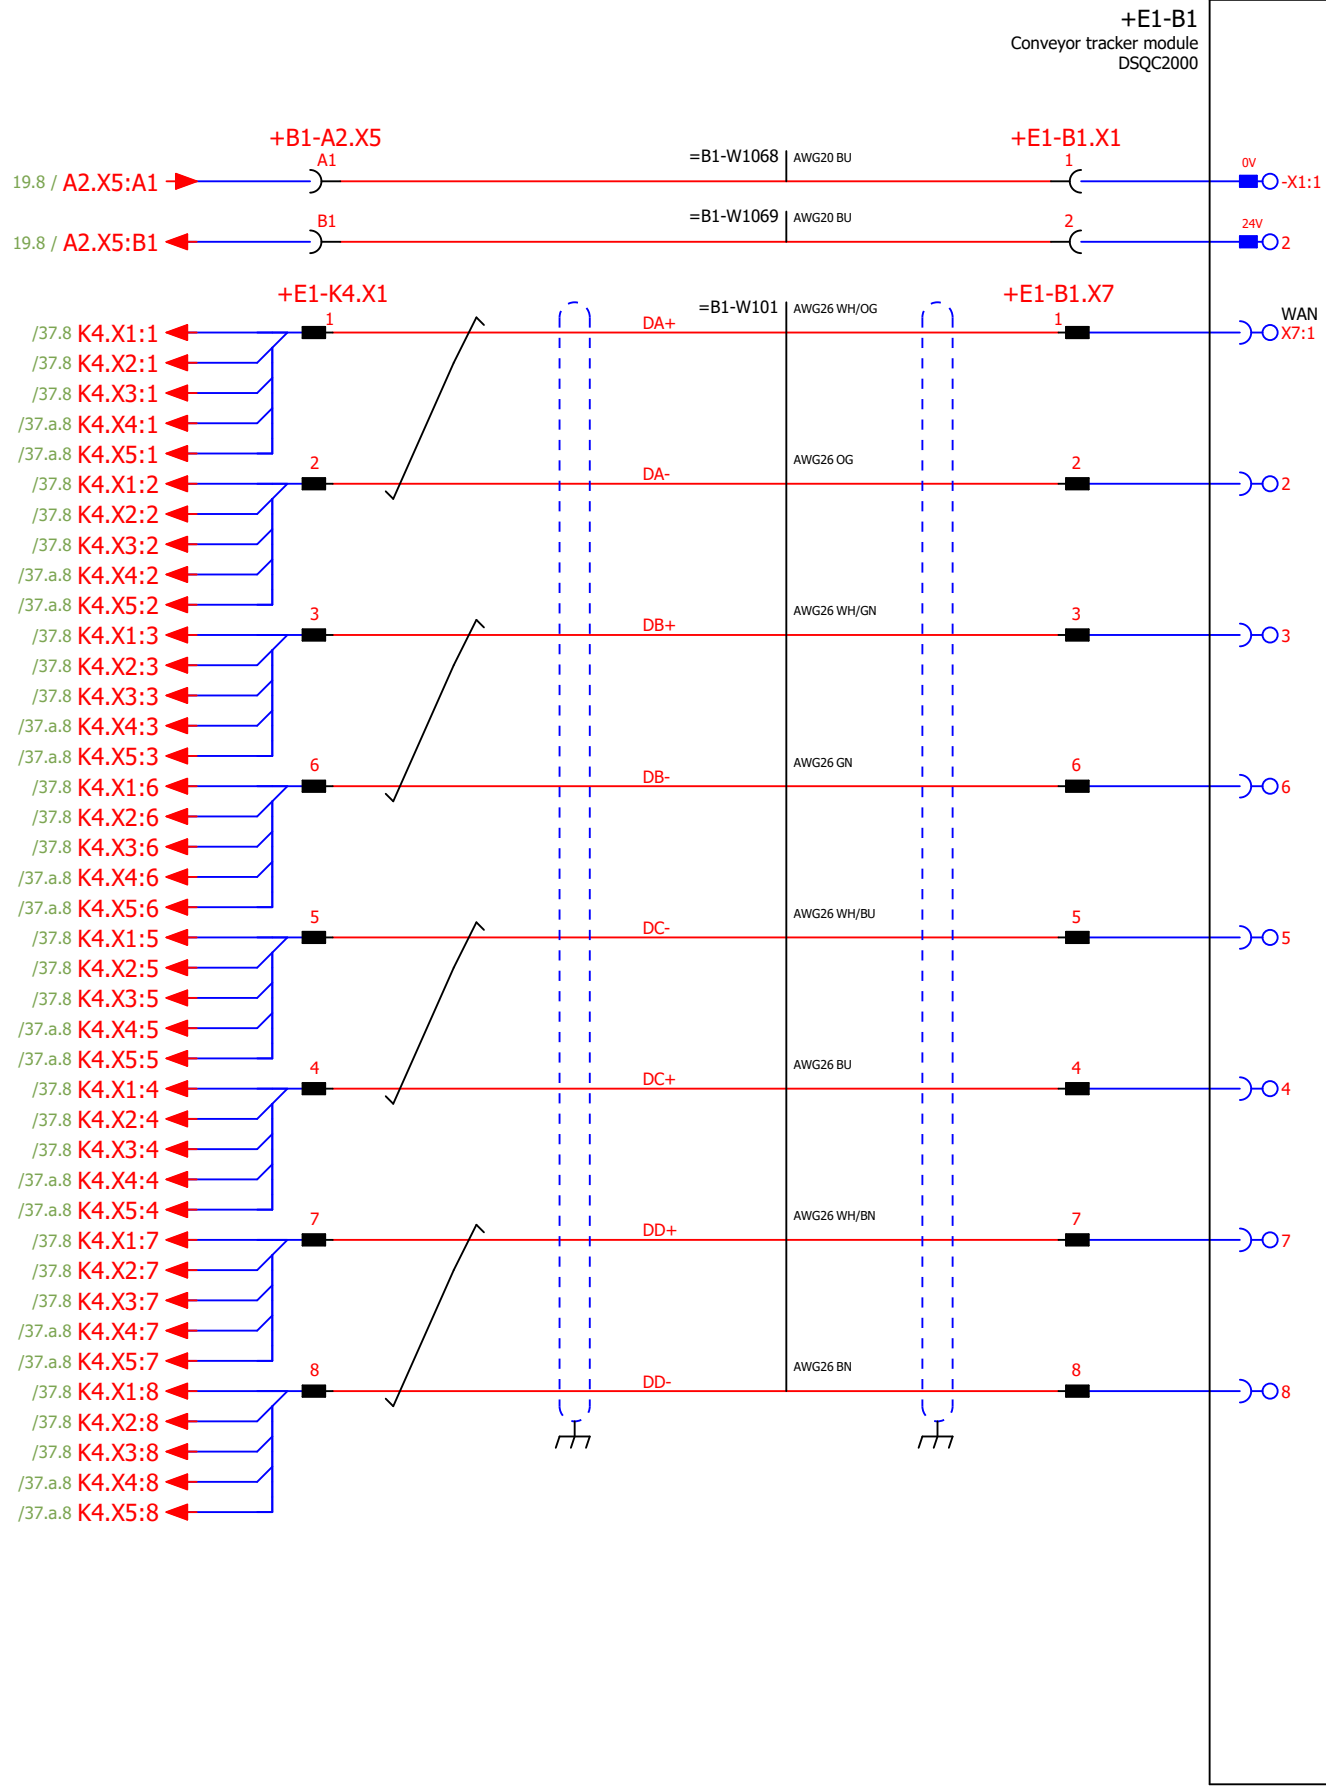 +E1-B1
Conveyor tracker module
DSQC2000
+B1-A2.X5 +E1-B1.X1
19.8 / A2.X5:A1 A1 =B1-W1068 AWG20 BU 1 0V -X1:1
19.8 / A2.X5:B1 B1 =B1-W1069 AWG20 BU 2 24V 2
+E1-K4.X1 =B1-W101 AWG26 WH/OG +E1-B1.X7 WAN
/37.8 K4.X1:1 1 DA+ 1 X7:1
/37.8 K4.X2:1
/37.8 K4.X3:1
/37.a.8 K4.X4:1
/37.a.8 K4.X5:1
/37.8 K4.X1:2 2 DA- AWG26 OG 2 2
/37.8 K4.X2:2
/37.8 K4.X3:2
/37.a.8 K4.X4:2
/37.a.8 K4.X5:2
/37.8 K4.X1:3 3 DB+ AWG26 WH/GN 3 3
/37.8 K4.X2:3
/37.8 K4.X3:3
/37.a.8 K4.X4:3
/37.a.8 K4.X5:3
/37.8 K4.X1:6 6 DB- AWG26 GN 6 6
/37.8 K4.X2:6
/37.8 K4.X3:6
/37.a.8 K4.X4:6
/37.a.8 K4.X5:6
/37.8 K4.X1:5 5 DC- AWG26 WH/BU 5 5
/37.8 K4.X2:5
/37.8 K4.X3:5
/37.a.8 K4.X4:5
/37.a.8 K4.X5:5
/37.8 K4.X1:4 4 DC+ AWG26 BU 4 4
/37.8 K4.X2:4
/37.8 K4.X3:4
/37.a.8 K4.X4:4
/37.a.8 K4.X5:4
/37.8 K4.X1:7 7 DD+ AWG26 WH/BN 7 7
/37.8 K4.X2:7
/37.8 K4.X3:7
/37.a.8 K4.X4:7
/37.a.8 K4.X5:7
/37.8 K4.X1:8 8 DD- AWG26 BN 8 8
/37.8 K4.X2:8
/37.8 K4.X3:8
/37.a.8 K4.X4:8
/37.a.8 K4.X5:8